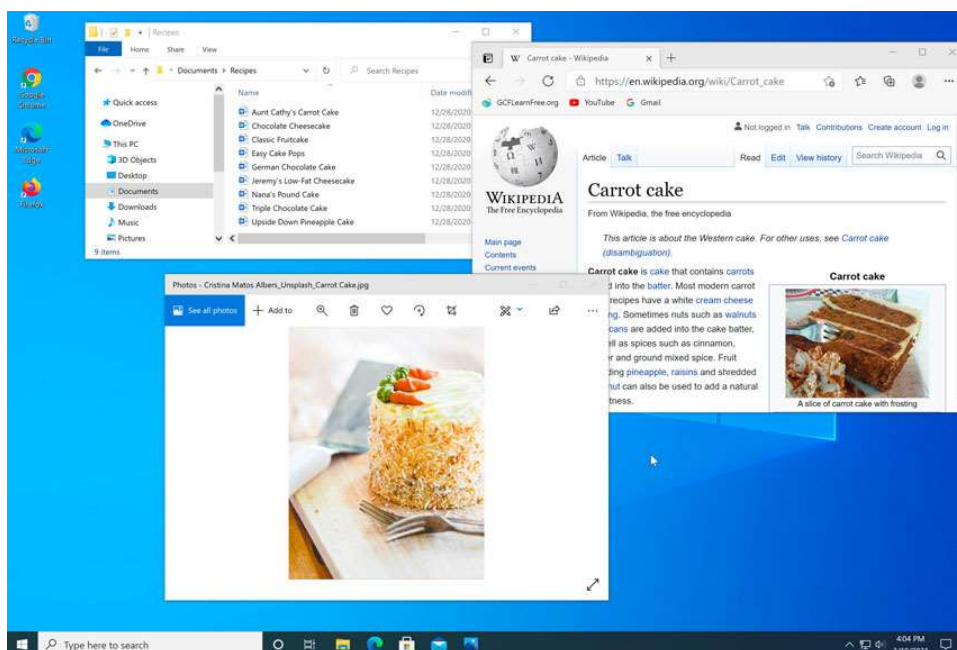 Recycle Bin
Google
Chrome
Microsoft
Edge
Firefox
Recipes
File Home Share View
Documents > Recipes
Search Recipes
Name Date modifi
Quick access
OneDrive
This PC
3D Objects
Desktop
Documents
Downloads
Music
Pictures
Aunt Cathy's Carrot Cake 12/28/2020
Chocolate Cheesecake 12/28/2020
Classic Fruitcake 12/28/2020
Easy Cake Pops 12/28/2020
German Chocolate Cake 12/28/2020
Jeremy's Low-Fat Cheesecake 12/28/2020
Nana's Pound Cake 12/28/2020
Triple Chocolate Cake 12/28/2020
Upside Down Pineapple Cake 12/28/2020
9 items
W Carrot cake - Wikipedia
https://en.wikipedia.org/wiki/Carrot_cake
GCFLearnFree.org YouTube G Gmail
Not logged in Talk Contributions Create account Log in
Article Talk Read Edit View history Search Wikipedia
WIKIPEDIA
The Free Encyclopedia
Main page
Contents
Current events
Carrot cake
From Wikipedia, the free encyclopedia
This article is about the Western cake. For other uses, see Carrot cake
(disambiguation).
Carrot cake is cake that contains carrots
d into the batter. Most modern carrot
recipes have a white cream cheese
ng. Sometimes nuts such as walnuts
cans are added into the cake batter,
ell as spices such as cinnamon,
er and ground mixed spice. Fruit
ding pineapple, raisins and shredded
nut can also be used to add a natural
tness.
Carrot cake
A slice of carrot cake with frosting
Photos - Cristina Matos Albers_Unsplash_Carrot Cake.jpg
See all photos Add to
Type here to search
4:04 PM